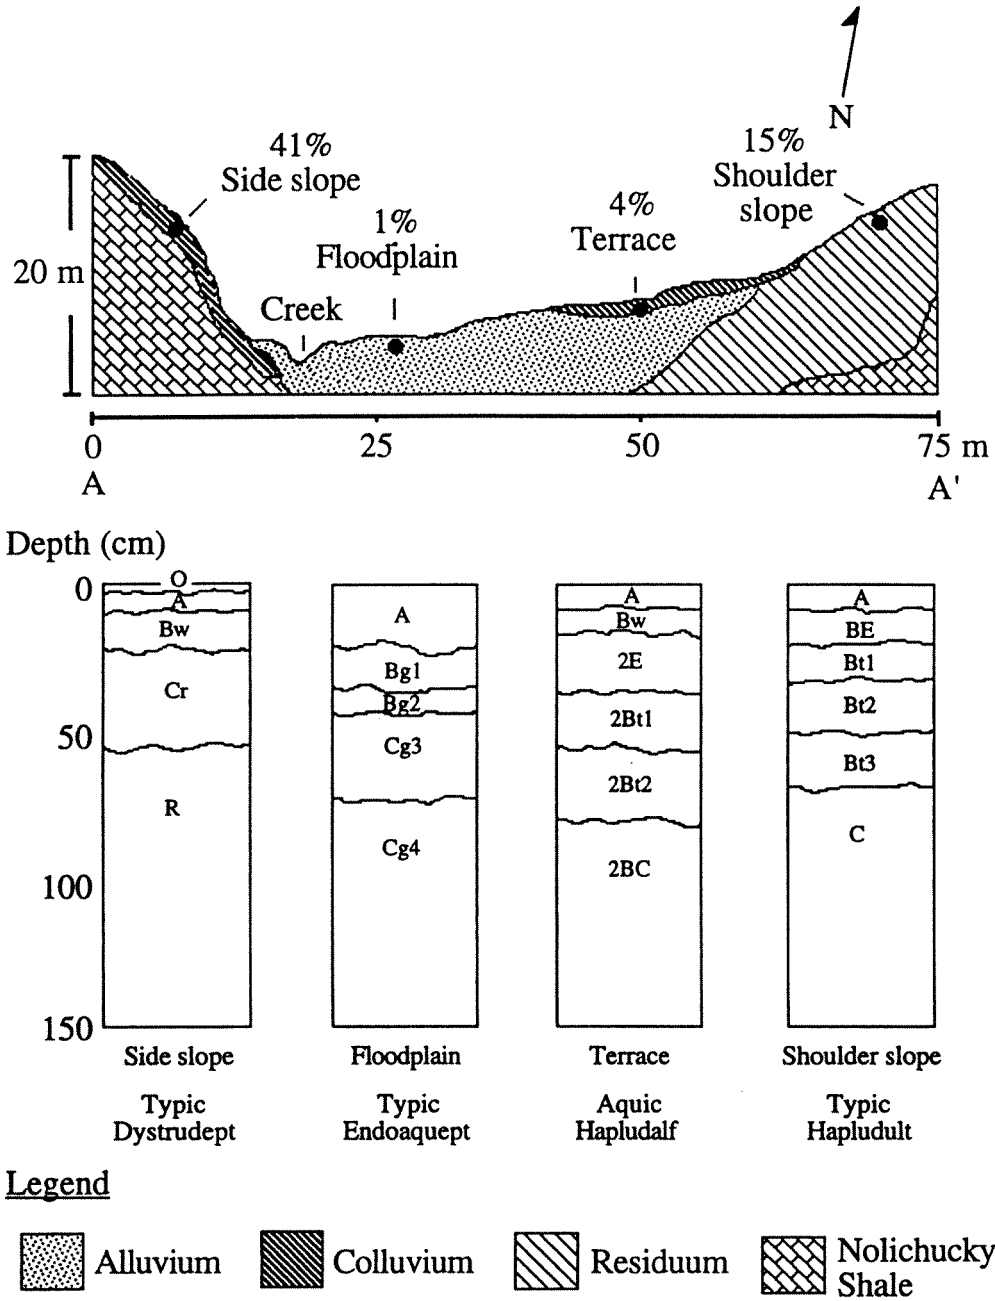 N
41%
Side slope
1%
Floodplain
4%
Terrace
15%
Shoulder
slope
20 m
Creek
0
25
50
75 m
A
A'
Depth (cm)
0
50
100
150
O
A
Bw
Cr
R
A
Bg1
Bg2
Cg3
Cg4
A
Bw
2E
2Bt1
2Bt2
2BC
A
BE
Bt1
Bt2
Bt3
C
Side slope
Floodplain
Terrace
Shoulder slope
Typic
Dystrudept
Typic
Endoaquept
Aquic
Hapludalf
Typic
Hapludult
Legend
Alluvium
Colluvium
Residuum
Nolichucky
Shale